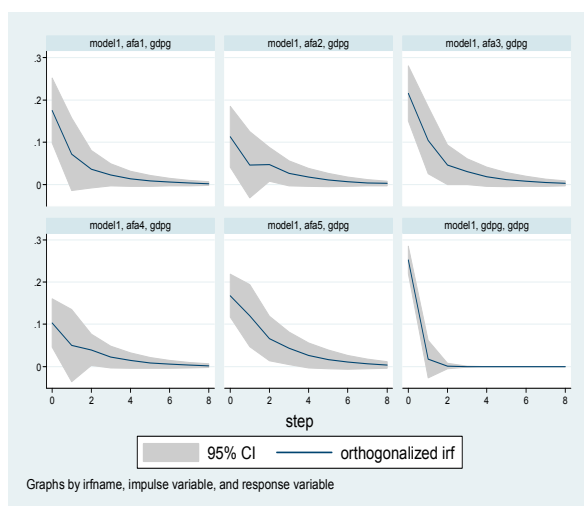 model1, afa1, gdpg
model1, afa2, gdpg
model1, afa3, gdpg
.3
.2
.1
0
model1, afa4, gdpg
model1, afa5, gdpg
model1, gdpg, gdpg
.3
.2
.1
0
0 2 4 6 8
0 2 4 6 8
0 2 4 6 8
step
95% CI
orthogonalized irf
Graphs by irfname, impulse variable, and response variable